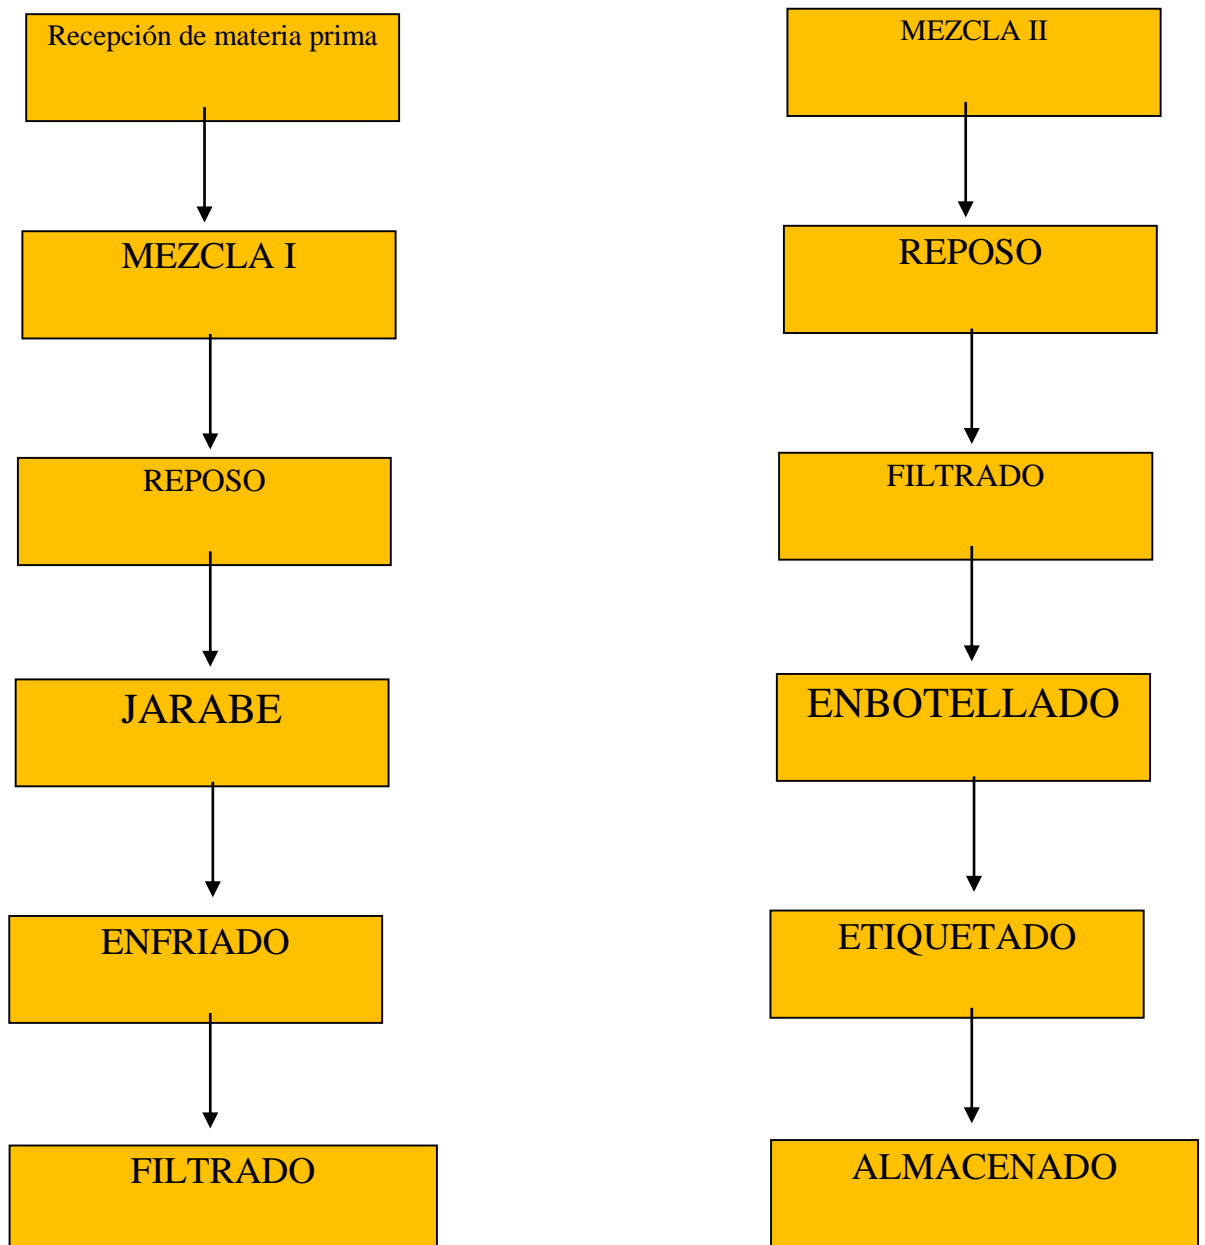 Recepción de materia prima
MEZCLA I
REPOSO
JARABE
ENFRIADO
FILTRADO
MEZCLA II
REPOSO
FILTRADO
ENBOTELLADO
ETIQUETADO
ALMACENADO